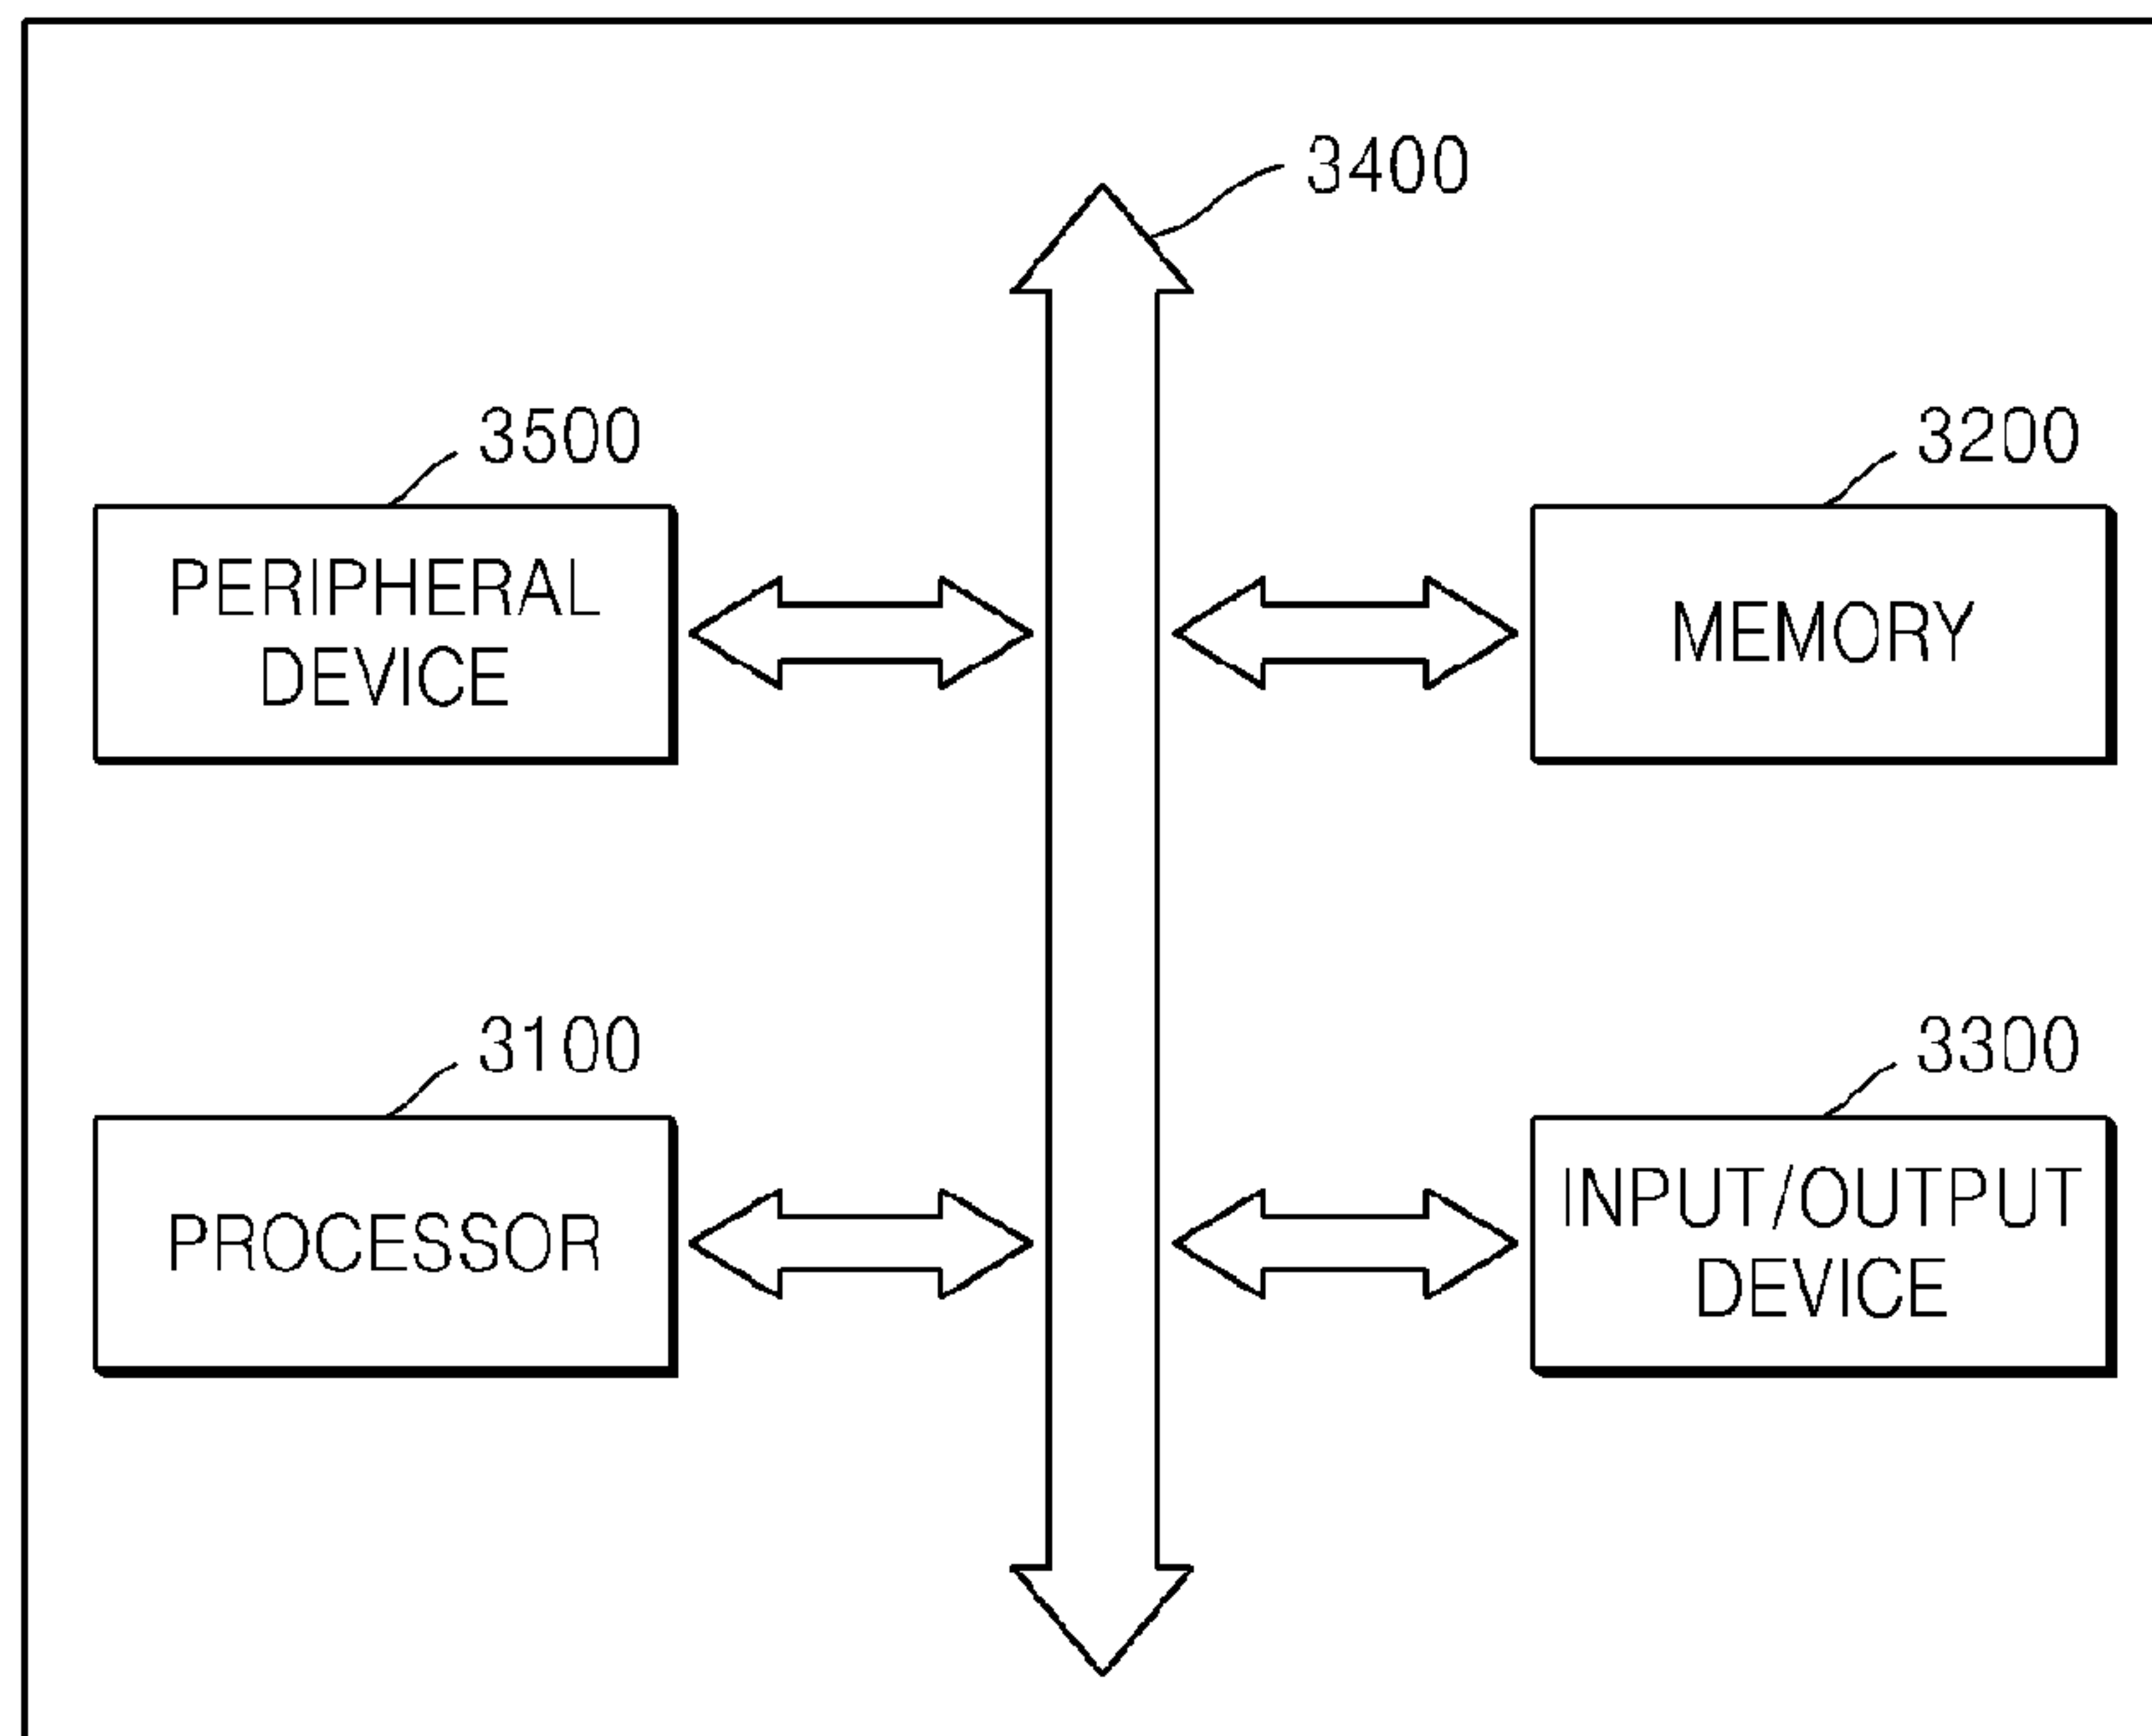 3400
3500
PERIPHERAL
DEVICE
3200
MEMORY
3100
PROCESSOR
3300
INPUT/OUTPUT
DEVICE